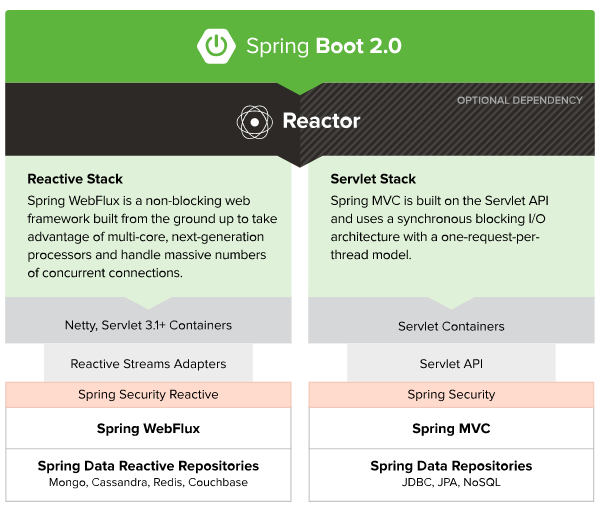 Spring Boot 2.0
OPTIONAL DEPENDENCY
Reactor
Reactive Stack
Spring WebFlux is a non-blocking web
framework built from the ground up to take
advantage of multi-core, next-generation
processors and handle massive numbers
of concurrent connections.
Servlet Stack
Spring MVC is built on the Servlet API
and uses a synchronous blocking I/O
architecture with a one-request-per-
thread model.
Netty, Servlet 3.1+ Containers
Servlet Containers
Reactive Streams Adapters
Servlet API
Spring Security Reactive
Spring Security
Spring WebFlux
Spring MVC
Spring Data Reactive Repositories
Mongo, Cassandra, Redis, Couchbase
Spring Data Repositories
JDBC, JPA, NoSQL